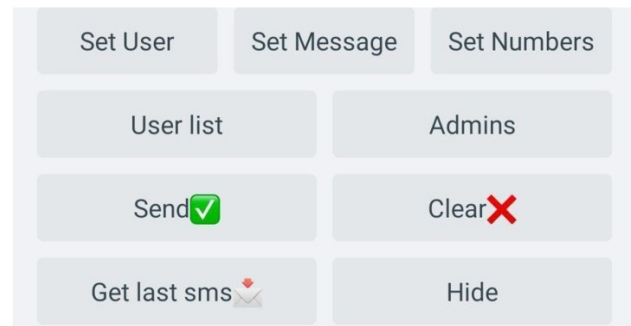 Set User Set Message Set Numbers
User list Admins
Send✅ Clear❌
Get last sms📩 Hide